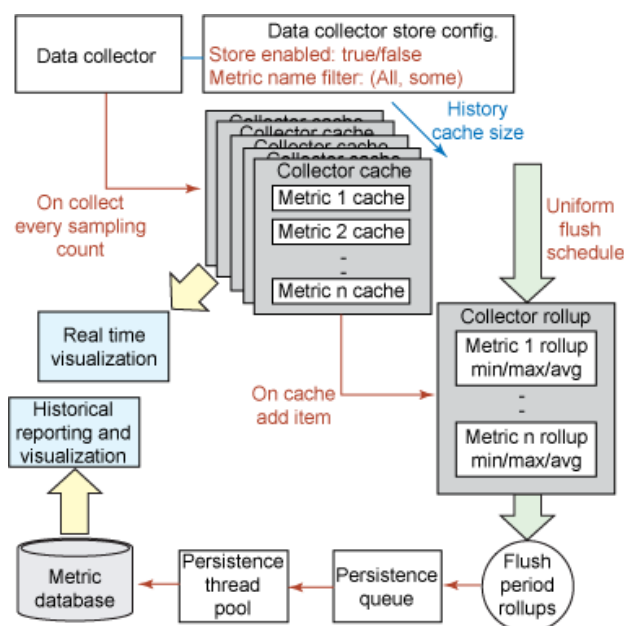 Data collector
Data collector store config.
Store enabled: true/false
Metric name filter: (All, some)
History
cache size
Collector cache
Collector cache
Collector cache
Collector cache
Collector cache
Metric 1 cache
Metric 2 cache
-
-
Metric n cache
On collect
every sampling
count
Uniform
flush
schedule
Real time
visualization
Collector rollup
Metric 1 rollup
min/max/avg
-
-
Metric n rollup
min/max/avg
On cache
add item
Historical
reporting and
visualization
Metric
database
Persistence
thread
pool
Persistence
queue
Flush
period
rollups